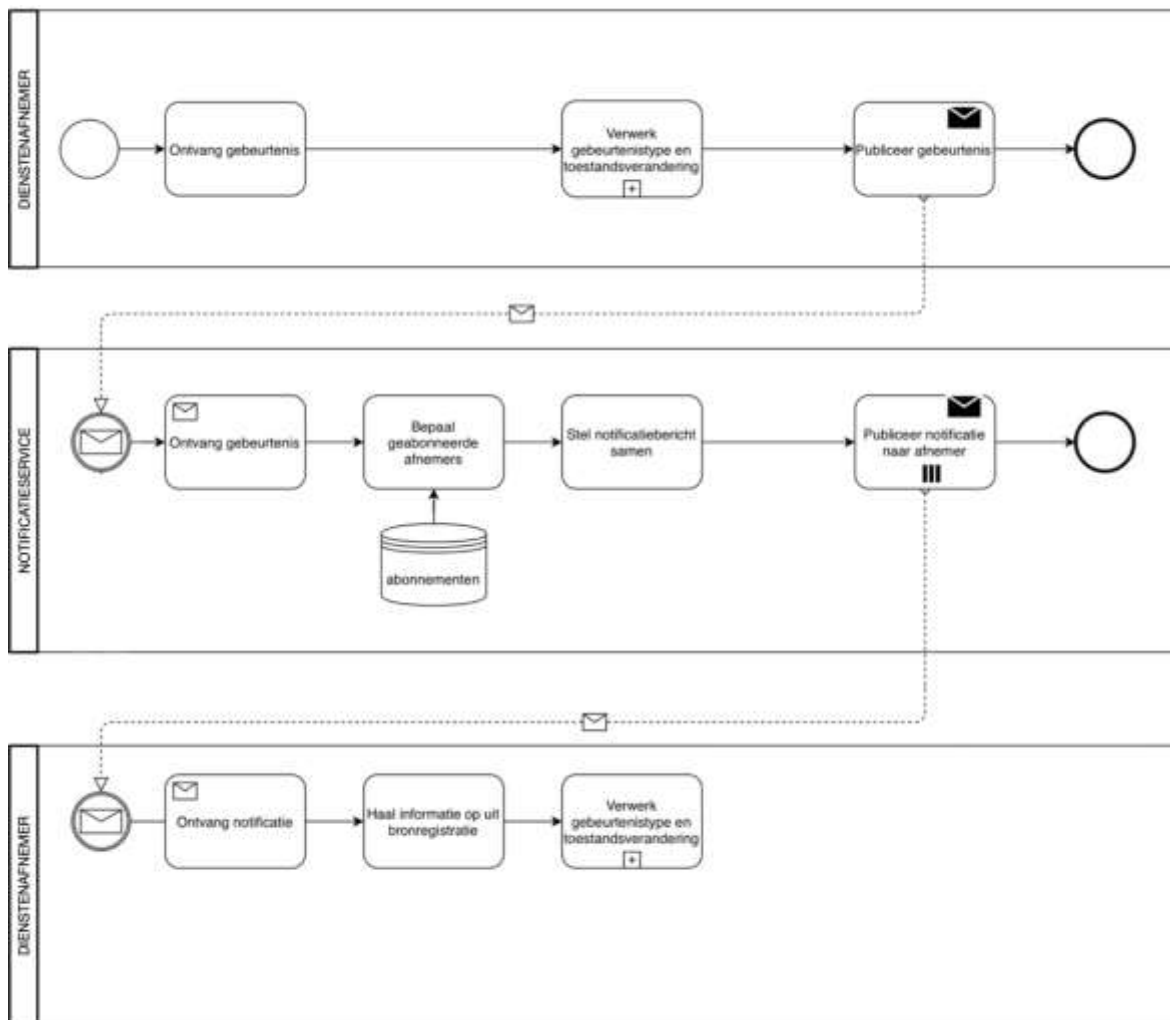 DIENSTENAFNEMER
Ontvang gebeurtenis
Verwerk
gebeurtenistype en
toestandsverandering
Publiceer gebeurtenis
NOTIFICATIESERVICE
Ontvang gebeurtenis
Bepaal
geabonneerde
afnemers
Stel notificatiebericht
samen
Publiceer notificatie
naar afnemer
abonnementen
DIENSTENAFNEMER
Ontvang notificatie
Haal informatie op uit
bronregistratie
Verwerk
gebeurtenistype en
toestandsverandering